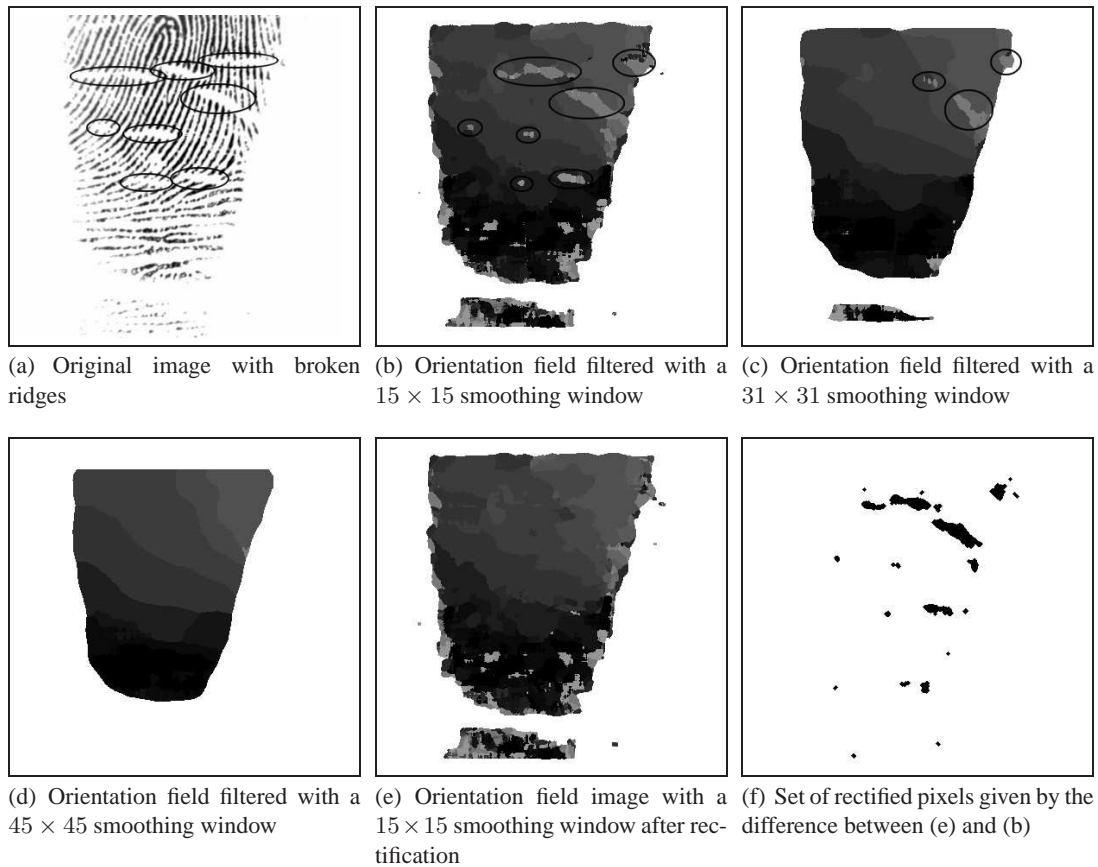 (a) Original image with broken
ridges
(b) Orientation field filtered with a
15 × 15 smoothing window
(c) Orientation field filtered with a
31 × 31 smoothing window
(d) Orientation field filtered with a
45 × 45 smoothing window
(e) Orientation field image with a
15×15 smoothing window after rec-
tification
(f) Set of rectified pixels given by the
difference between (e) and (b)